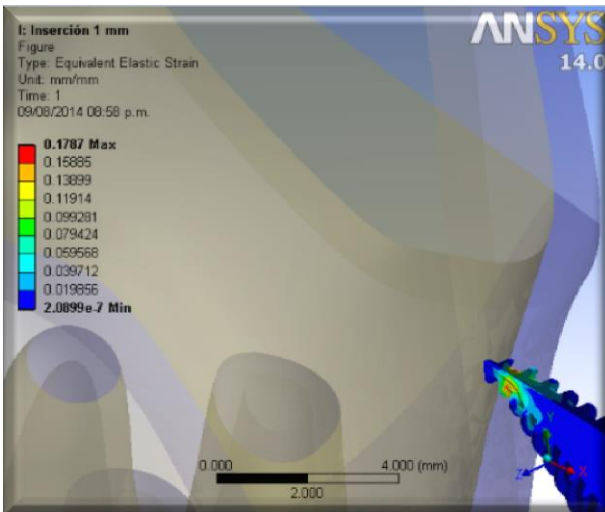 I: Inserción 1 mm
Figure
Type: Equivalent Elastic Strain
Unit: mm/mm
Time: 1
09/08/2014 08:58 p.m.
ANSYS
14.0
0.1787 Max
0.15885
0.13899
0.11914
0.099281
0.079424
0.059568
0.039712
0.019856
2.0899e-7 Min
0.000
4.000 (mm)
2.000
Y
Z
X